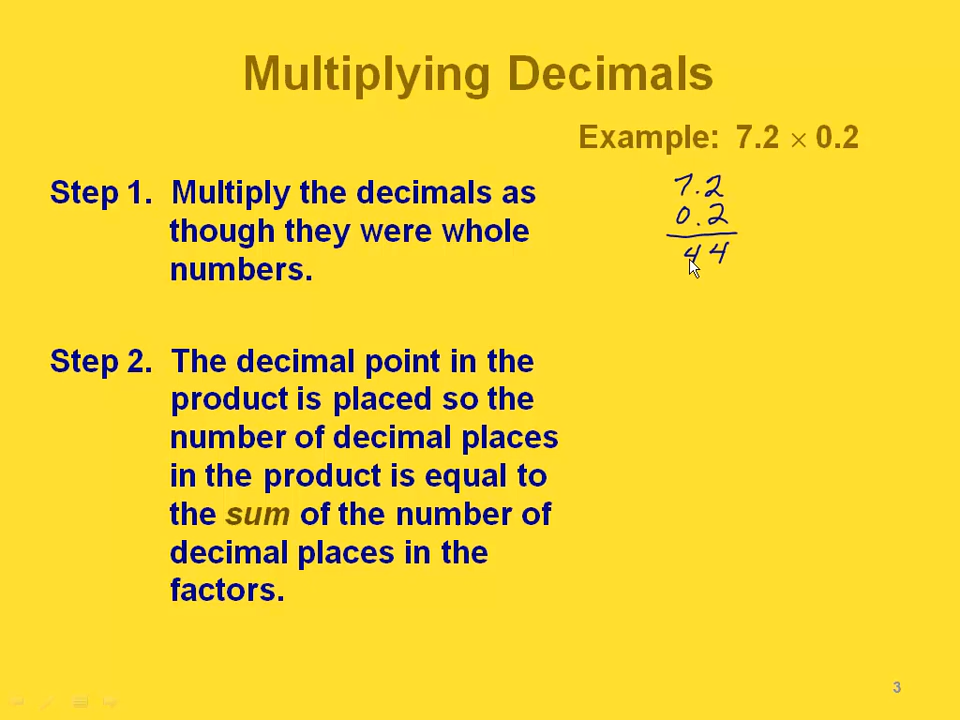 Multiplying Decimals
Example: 7.2 × 0.2
Step 1. Multiply the decimals as
though they were whole
numbers.
7.2
0.2
44
Step 2. The decimal point in the
product is placed so the
number of decimal places
in the product is equal to
the sum of the number of
decimal places in the
factors.
3